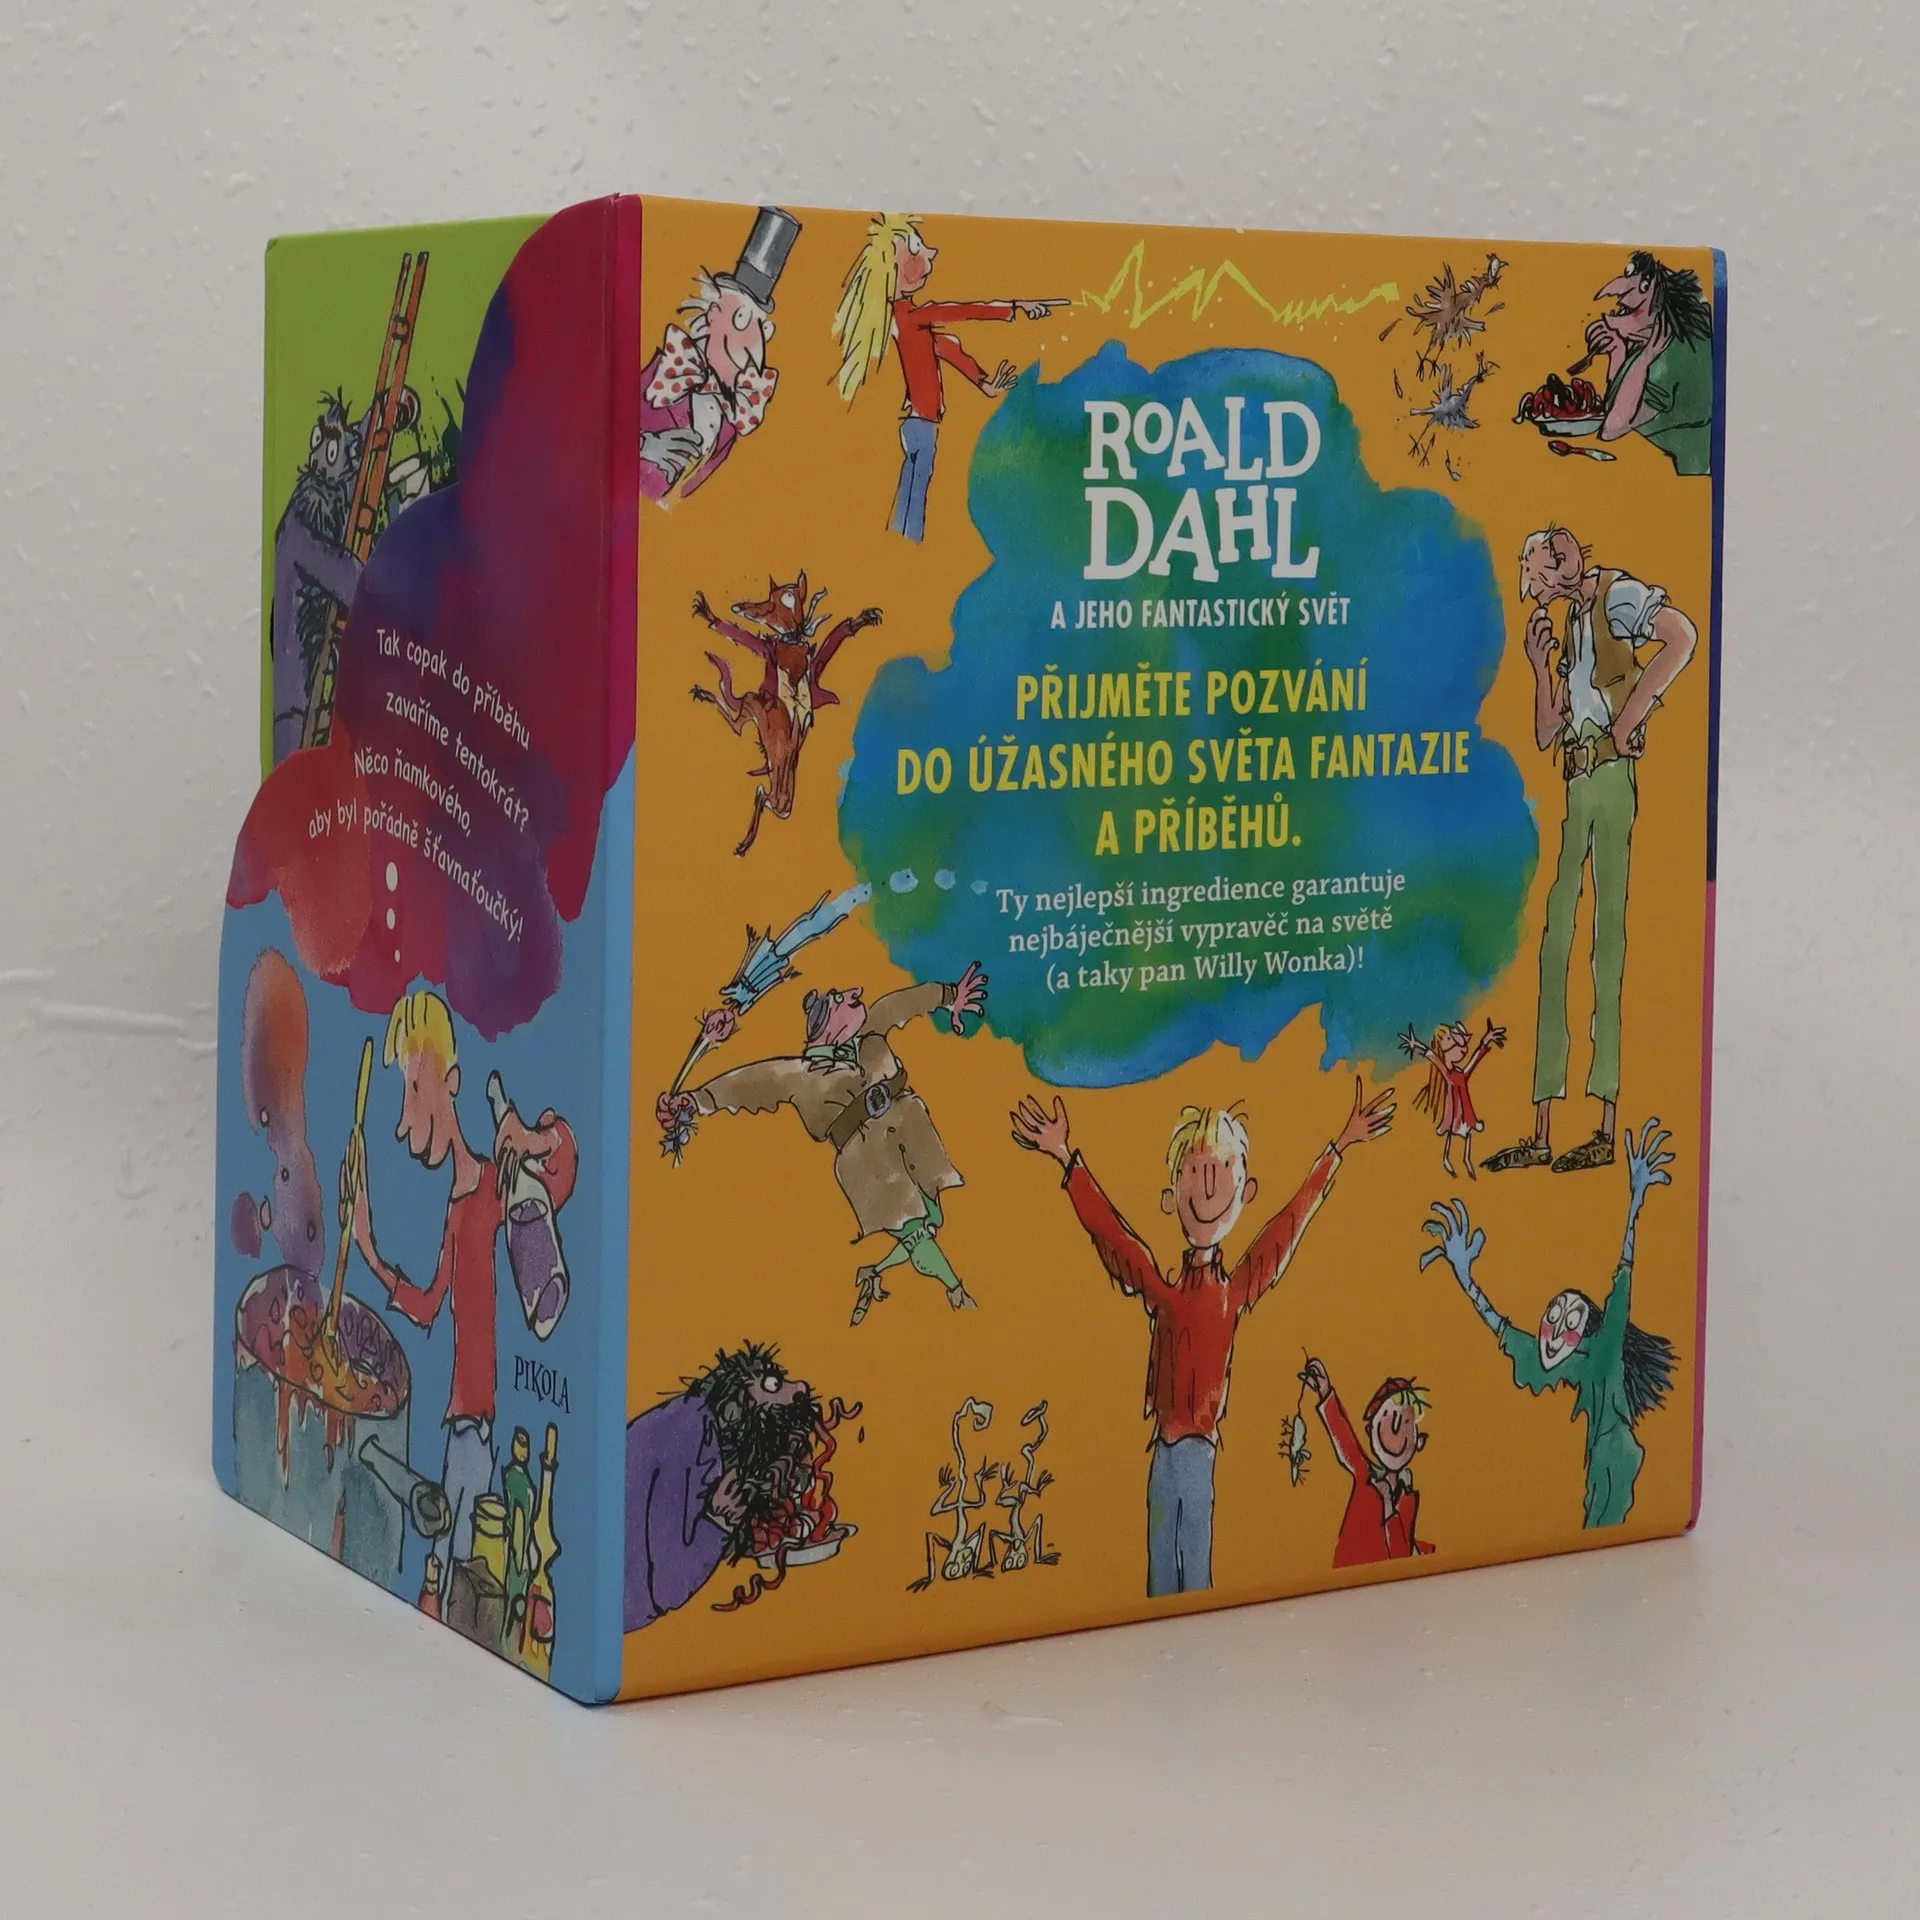 Tak copak do příběhu
zavaříme tentokrát?
Něco ňamkového,
aby byl pořádně šťavnaťoučký!
PIKOLA
ROALD
DAHL
A JEHO FANTASTICKÝ SVĚT
PŘIJMĚTE POZVÁNÍ
DO ÚŽASNÉHO SVĚTA FANTAZIE
A PŘÍBĚHŮ.
Ty nejlepší ingredience garantuje
nejbáječnější vypravěč na světě
(a taky pan Willy Wonka)!